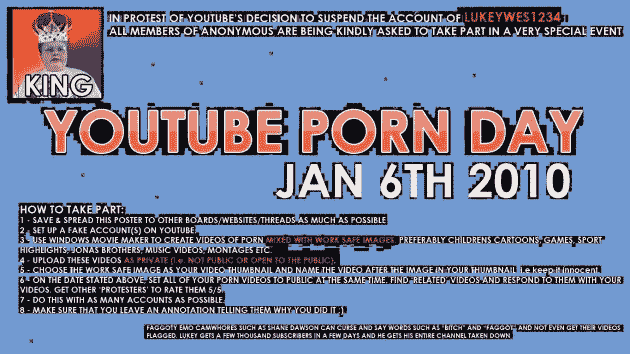 IN PROTEST OF YOUTUBE'S DECISION TO SUSPEND THE ACCOUNT OF LUKEYWES1234
ALL MEMBERS OF ANONYMOUS ARE BEING KINDLY ASKED TO TAKE PART IN A VERY SPECIAL EVENT
KING
YOUTUBE PORN DAY
JAN 6TH 2010
HOW TO TAKE PART:
1 - SAVE & SPREAD THIS POSTER TO OTHER BOARDS/WEBSITES/THREADS AS MUCH AS POSSIBLE
2 - SET UP A FAKE ACCOUNT(S) ON YOUTUBE.
3 - USE WINDOWS MOVIE MAKER TO CREATE VIDEOS OF PORN MIXED WITH WORK SAFE IMAGES. PREFERABLY CHILDRENS CARTOONS, GAMES, SPORT
HIGHLIGHTS, JONAS BROTHERS, MUSIC VIDEOS, MONTAGES ETC
4 - UPLOAD THESE VIDEOS AS PRIVATE (I.e. NOT PUBLIC OR OPEN TO THE PUBLIC).
5 - CHOOSE THE WORK SAFE IMAGE AS YOUR VIDEO THUMBNAIL AND NAME THE VIDEO AFTER THE IMAGE IN YOUR THUMBNAIL i.e keep it innocent
6 - ON THE DATE STATED ABOVE, SET ALL OF YOUR PORN VIDEOS TO PUBLIC AT THE SAME TIME. FIND "RELATED" VIDEOS AND RESPOND TO THEM WITH YOUR
VIDEOS. GET OTHER 'PROTESTERS' TO RATE THEM 5/5
7 - DO THIS WITH AS MANY ACCOUNTS AS POSSIBLE.
8 - MAKE SURE THAT YOU LEAVE AN ANNOTATION TELLING THEM WHY YOU DID IT :)
FAGGOTY EMO CAMWHORES SUCH AS SHANE DAWSON CAN CURSE AND SAY WORDS SUCH AS "BITCH" AND "FAGGOT" AND NOT EVEN GET THEIR VIDEOS
FLAGGED. LUKEY GETS A FEW THOUSAND SUBSCRIBERS IN A FEW DAYS AND HE GETS HIS ENTIRE CHANNEL TAKEN DOWN